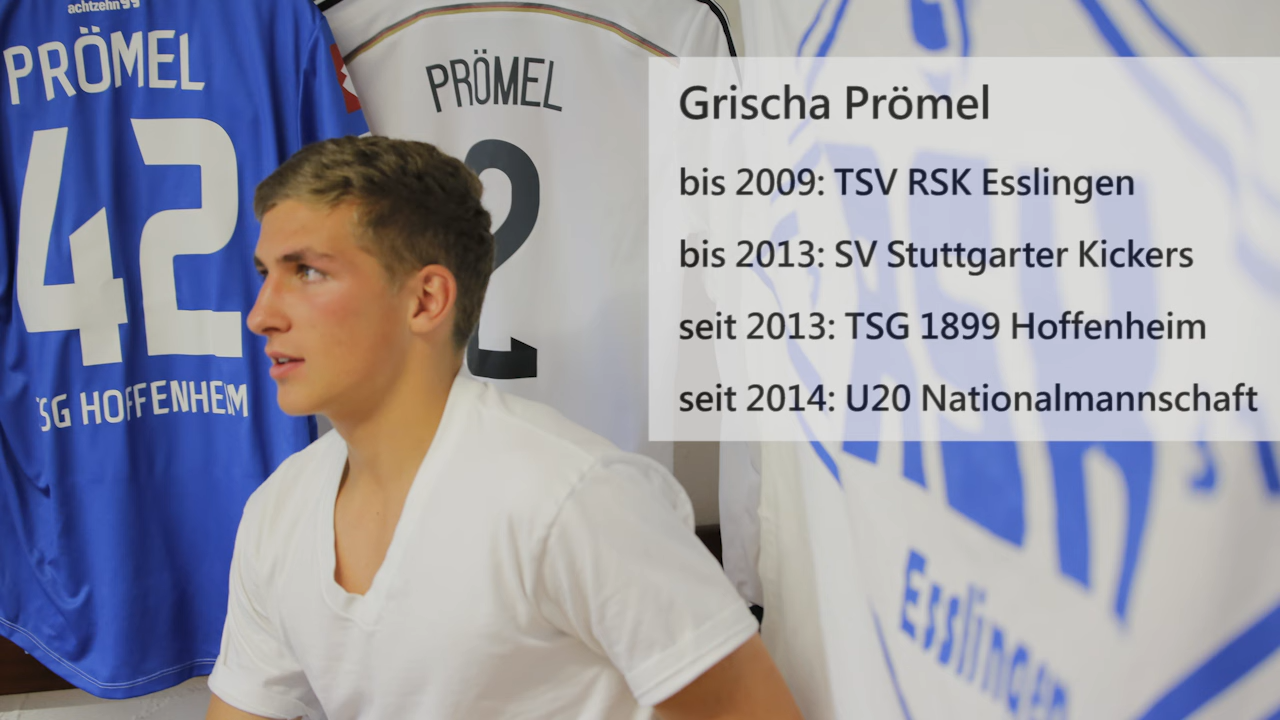 achtzehn99
PRÖMEL
42
TSG HOFFENHEIM
PRÖMEL
2
Grischa Prömel
bis 2009: TSV RSK Esslingen
bis 2013: SV Stuttgarter Kickers
seit 2013: TSG 1899 Hoffenheim
seit 2014: U20 Nationalmannschaft
RSK
Esslingen